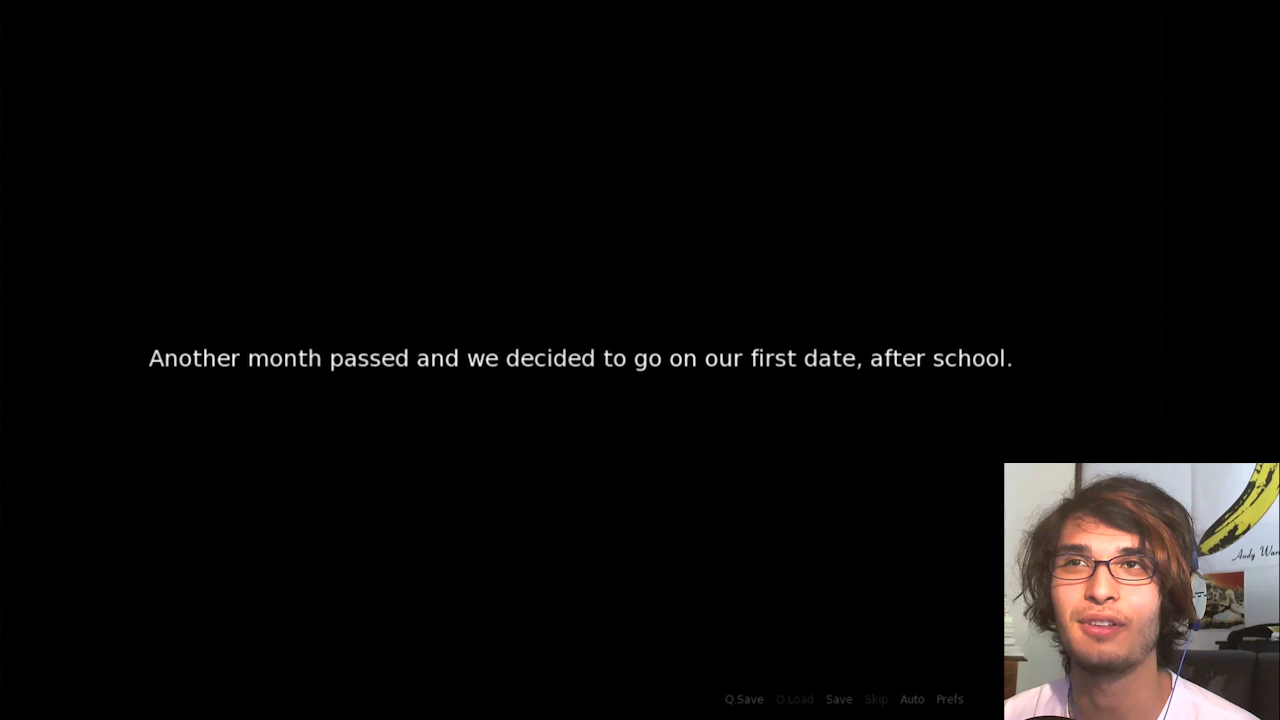 Another month passed and we decided to go on our first date, after school.
Andy War
Q.Save Q.Load Save Skip Auto Prefs